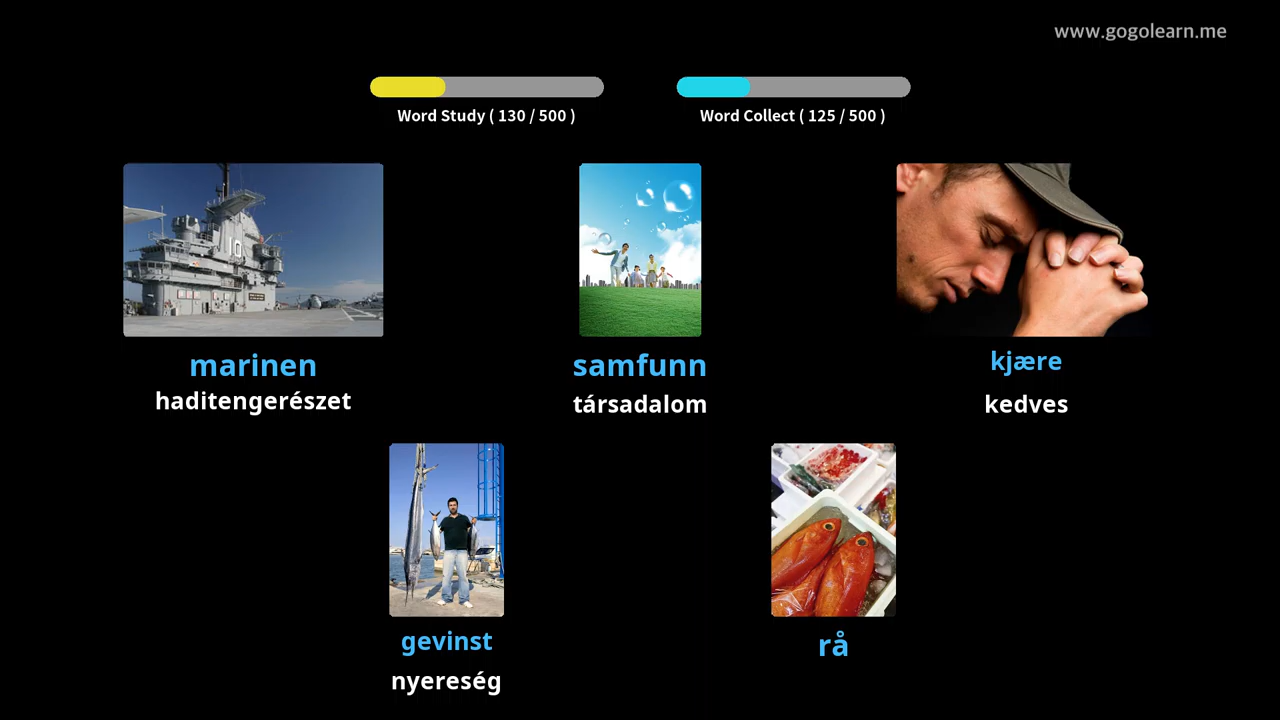 www.gogolearn.me
Word Study ( 130 / 500 )
Word Collect ( 125 / 500 )
10
marinen
haditengerészet
samfunn
társadalom
kjære
kedves
gevinst
nyereség
rå